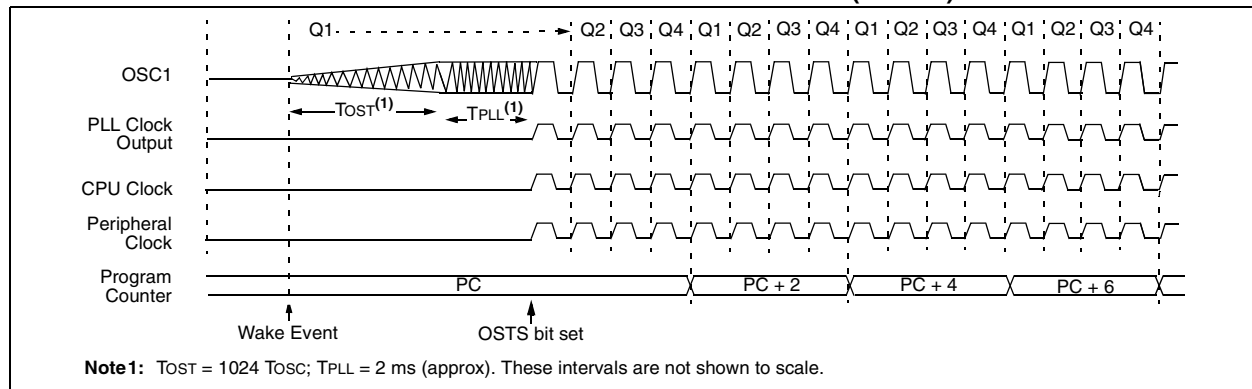 Q1 Q2 Q3 Q4 Q1 Q2 Q3 Q4 Q1 Q2 Q3 Q4 Q1 Q2 Q3 Q4
OSC1
TOST(1) TPLL(1)
PLL Clock
Output
CPU Clock
Peripheral
Clock
Program
Counter
PC PC + 2 PC + 4 PC + 6
Wake Event OSTS bit set
Note1: TOST = 1024 TOSC; TPLL = 2 ms (approx). These intervals are not shown to scale.